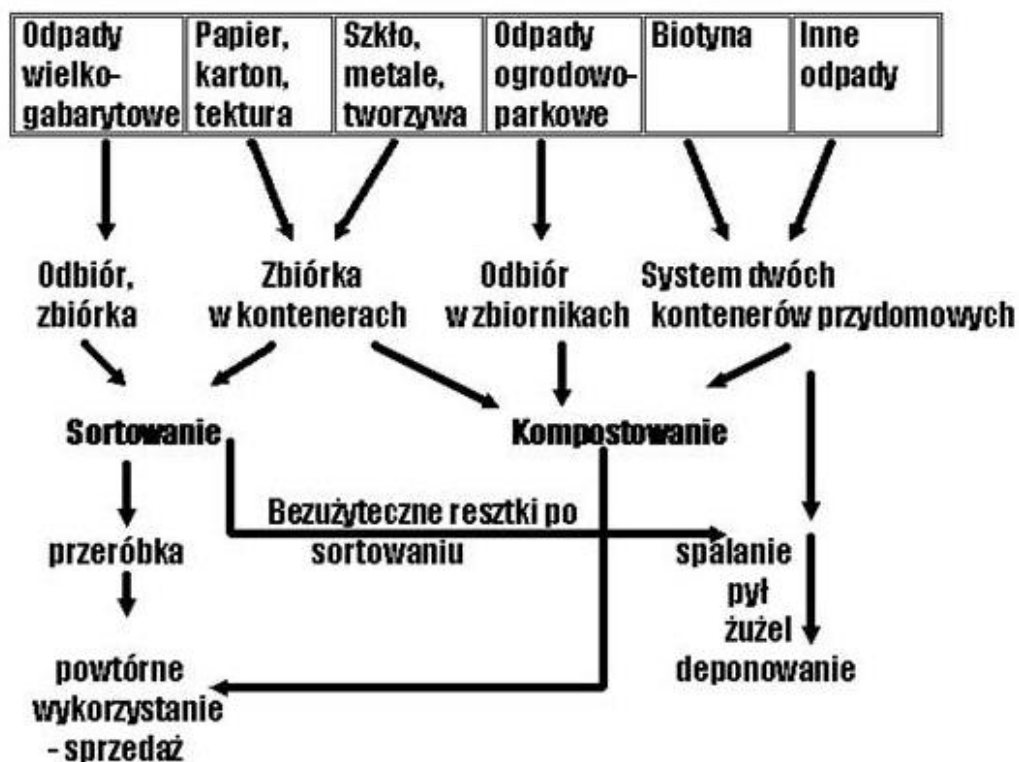 Odpady
wielko-
gabarytowe
Papier,
karton,
tektura
Szkło,
metale,
tworzywa
Odpady
ogrodowo-
parkowe
Biotyna
Inne
odpady
Odbiór,
zbiórka
Zbiórka
w kontenerach
Odbiór
w zbiornikach
System dwóch
kontenerów przydomowych
Sortowanie
Kompostowanie
Bezużyteczne resztki po
sortowaniu
przeróbka
spalanie
pył
żużel
deponowanie
powtórne
wykorzystanie
- sprzedaż